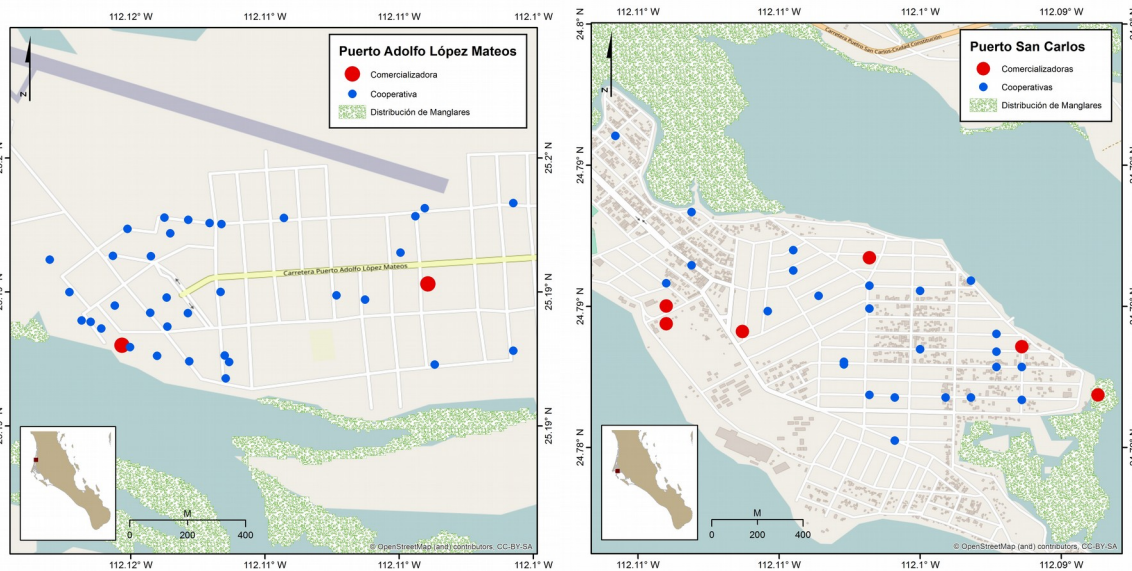 112.12° W 112.11° W 112.11° W 112.1° W
Puerto Adolfo López Mateos
Comercializadora
Cooperativa
Distribución de Manglares
N
25.2° N
Carretera Puerto Adolfo López Mateos
25.19° N
25.19° N
M
0 200 400
© OpenStreetMap (and) contributors, CC-BY-SA
112.12° W 112.11° W 112.11° W 112.1° W
112.11° W 112.1° W 112.09° W
24.8° N
Carretera Puerto San Carlos-Ciudad Constitución
Puerto San Carlos
Comercializadoras
Cooperativas
Distribución de Manglares
N
24.79° N
24.79° N
24.78° N
M
0 200 400
© OpenStreetMap (and) contributors, CC-BY-SA
112.11° W 112.11° W 112.1° W 112.09° W